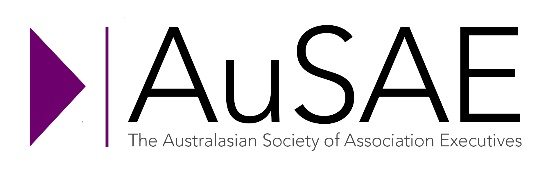 AuSAE
The Australasian Society of Association Executives